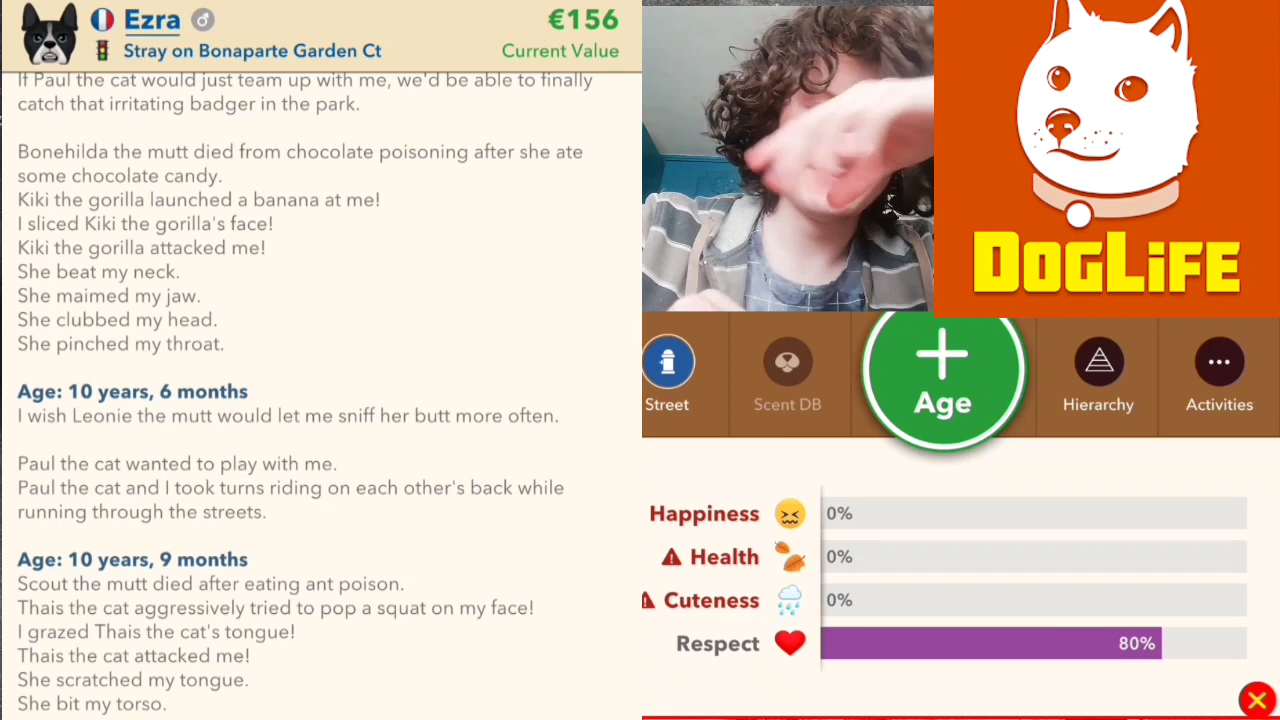 Ezra
€156
Stray on Bonaparte Garden Ct
Current Value
If Paul the cat would just team up with me, we'd be able to finally
catch that irritating badger in the park.
Bonehilda the mutt died from chocolate poisoning after she ate
some chocolate candy.
Kiki the gorilla launched a banana at me!
I sliced Kiki the gorilla's face!
Kiki the gorilla attacked me!
She beat my neck.
She maimed my jaw.
She clubbed my head.
She pinched my throat.
Age: 10 years, 6 months
I wish Leonie the mutt would let me sniff her butt more often.
Paul the cat wanted to play with me.
Paul the cat and I took turns riding on each other's back while
running through the streets.
Age: 10 years, 9 months
Scout the mutt died after eating ant poison.
Thais the cat aggressively tried to pop a squat on my face!
I grazed Thais the cat's tongue!
Thais the cat attacked me!
She scratched my tongue.
She bit my torso.
DOGLIFE
Street
Scent DB
Age
Hierarchy
Activities
Happiness 0%
Health 0%
Cuteness 0%
Respect 80%